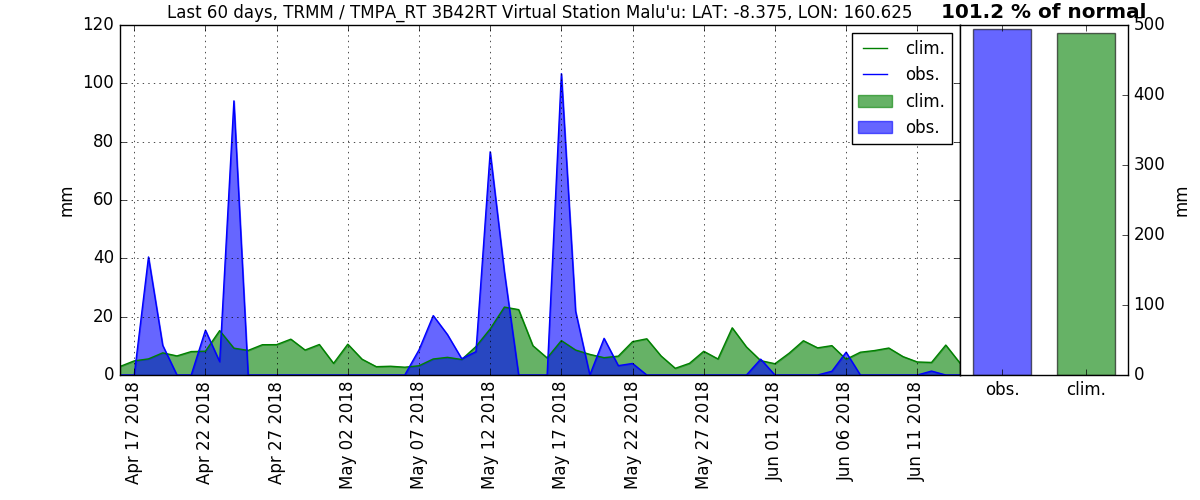 Last 60 days, TRMM / TMPA_RT 3B42RT Virtual Station Malu'u: LAT: -8.375, LON: 160.625
101.2 % of normal
120
100
80
60
40
20
0
mm
clim.
obs.
clim.
obs.
500
400
300
200
100
0
mm
Apr 17 2018
Apr 22 2018
Apr 27 2018
May 02 2018
May 07 2018
May 12 2018
May 17 2018
May 22 2018
May 27 2018
Jun 01 2018
Jun 06 2018
Jun 11 2018
obs.
clim.